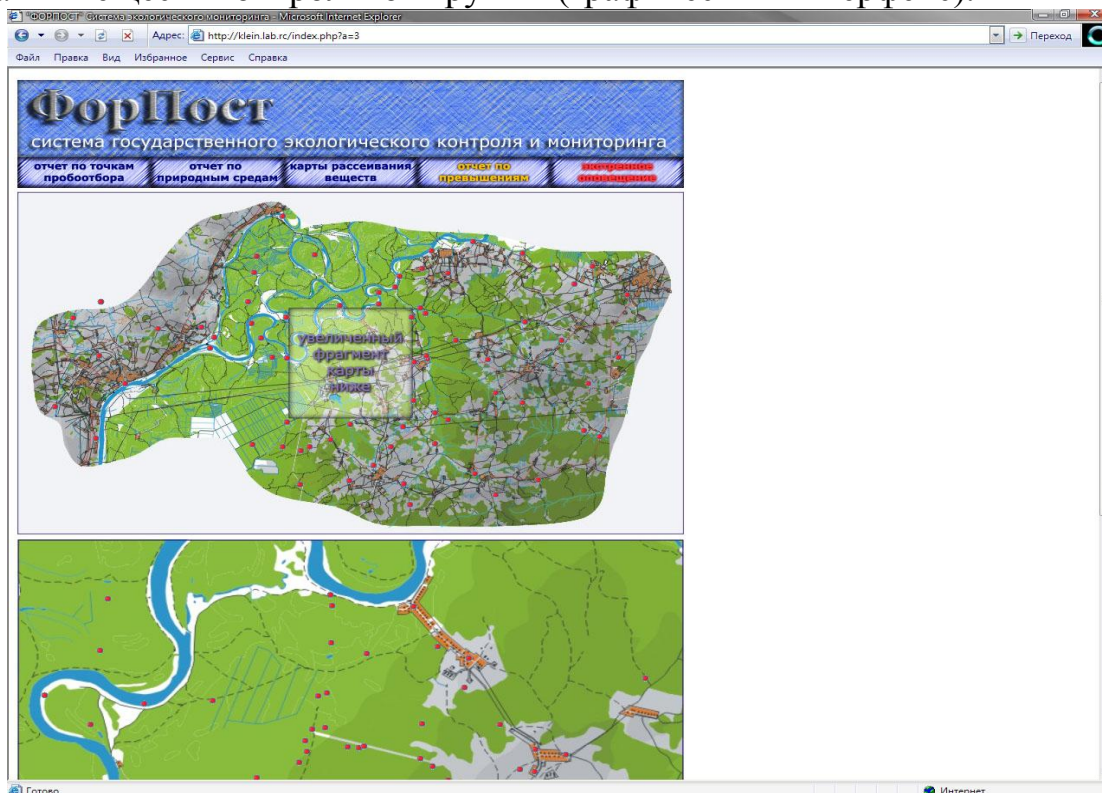 "ФОРПОСТ" Система экологического мониторинга - Microsoft Internet Explorer
Адрес: http://klein.lab.rc/index.php?a=3
Переход
Файл Правка Вид Избранное Сервис Справка
ФорПост
система государственного экологического контроля и мониторинга
отчет по точкам пробоотбора
отчет по природным средам
карты рассеивания веществ
отчет по превышениям
экстренное оповещение
увеличенный
фрагмент
карты
ниже
Готово
Интернет